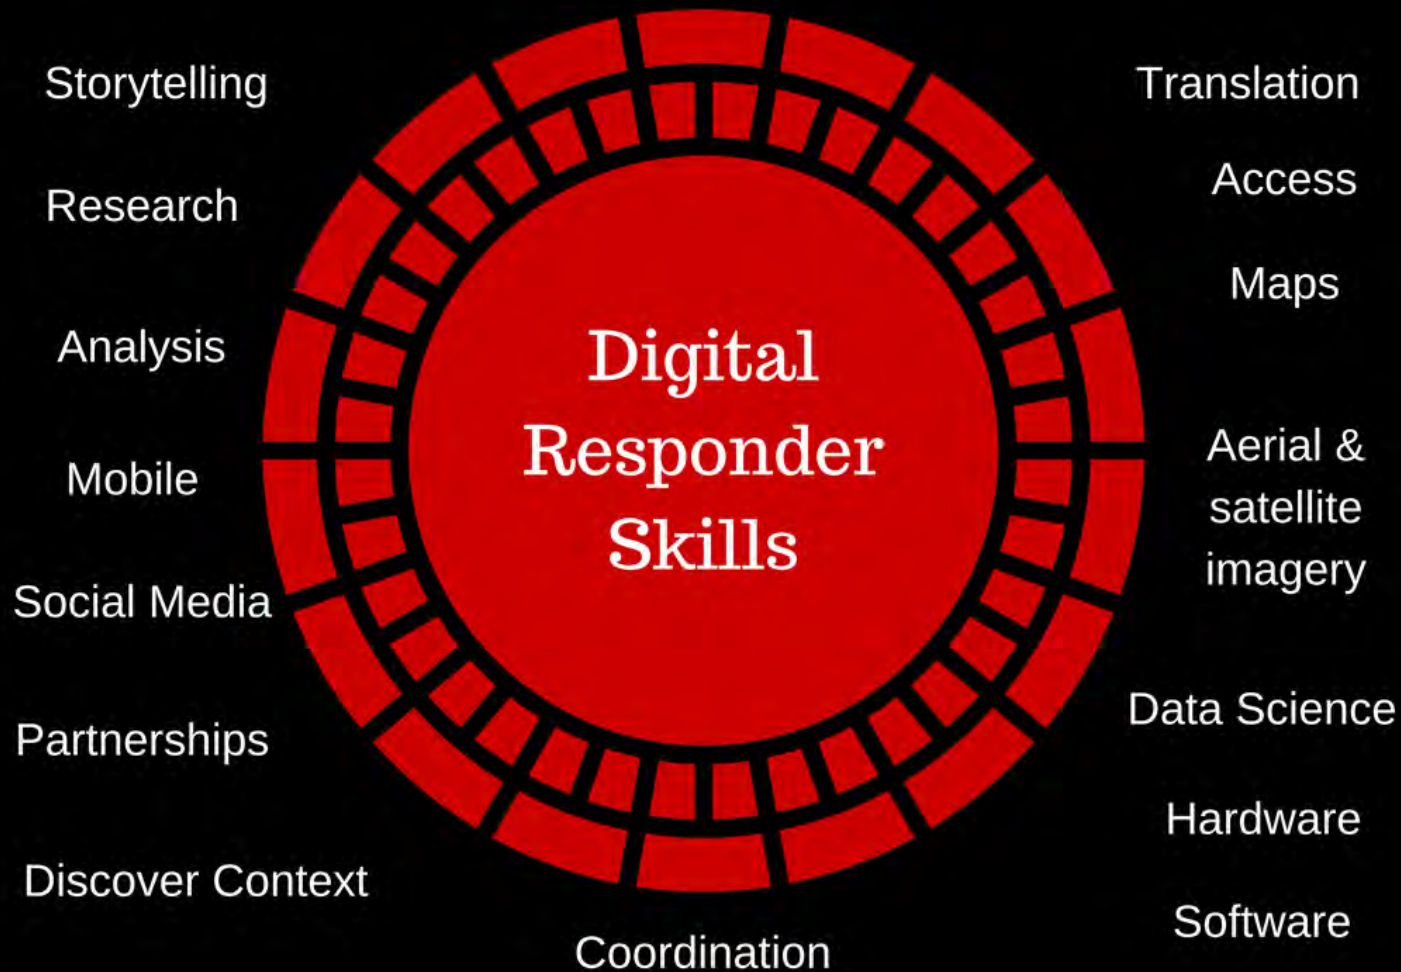 Storytelling
Research
Analysis
Mobile
Social Media
Partnerships
Discover Context
Digital
Responder
Skills
Coordination
Translation
Access
Maps
Aerial &
satellite
imagery
Data Science
Hardware
Software